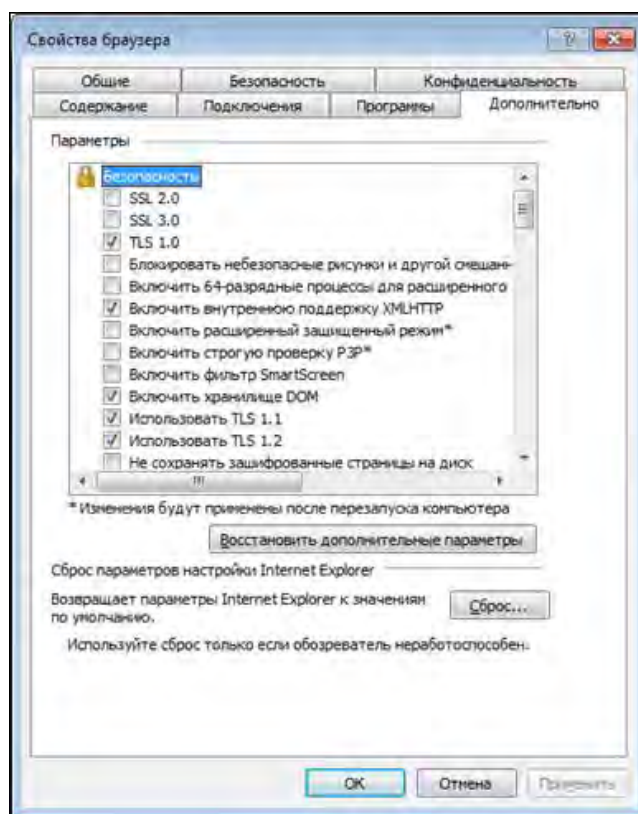 Свойства браузера
Общие Безопасность Конфиденциальность
Содержание Подключения Программы Дополнительно
Параметры
Безопасность
SSL 2.0
SSL 3.0
TLS 1.0
Блокировать небезопасные рисунки и другой смешанн
Включить 64-разрядные процессы для расширенного
Включить внутреннюю поддержку XMLHTTP
Включить расширенный защищенный режим*
Включить строгую проверку P3P*
Включить фильтр SmartScreen
Включить хранилище DOM
Использовать TLS 1.1
Использовать TLS 1.2
Не сохранять зашифрованные страницы на диск
*Изменения будут применены после перезапуска компьютера
Восстановить дополнительные параметры
Сброс параметров настройки Internet Explorer
Возвращает параметры Internet Explorer к значениям
по умолчанию.
Сброс...
Используйте сброс только если обозреватель неработоспособен.
ОК Отмена Применить